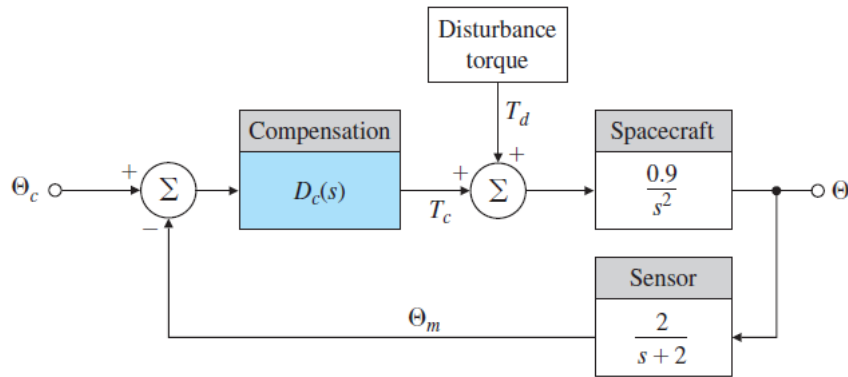 Disturbance
torque
T_d
Compensation
Spacecraft
Θ_c
+
Σ
−
D_c(s)
T_c
+
+
Σ
0.9
s^2
Θ
Sensor
Θ_m
2
s + 2